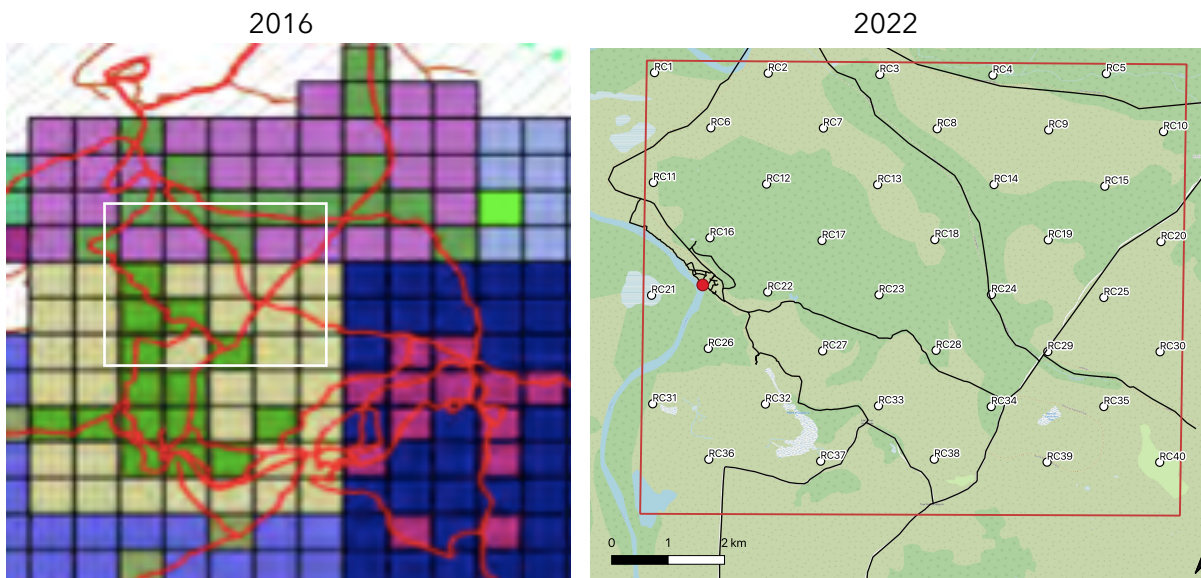 2016
2022
RC1
RC2
RC3
RC4
RC5
RC6
RC7
RC8
RC9
RC10
RC11
RC12
RC13
RC14
RC15
RC16
RC17
RC18
RC19
RC20
RC21
RC22
RC23
RC24
RC25
RC26
RC27
RC28
RC29
RC30
RC31
RC32
RC33
RC34
RC35
RC36
RC37
RC38
RC39
RC40
0 1 2 km